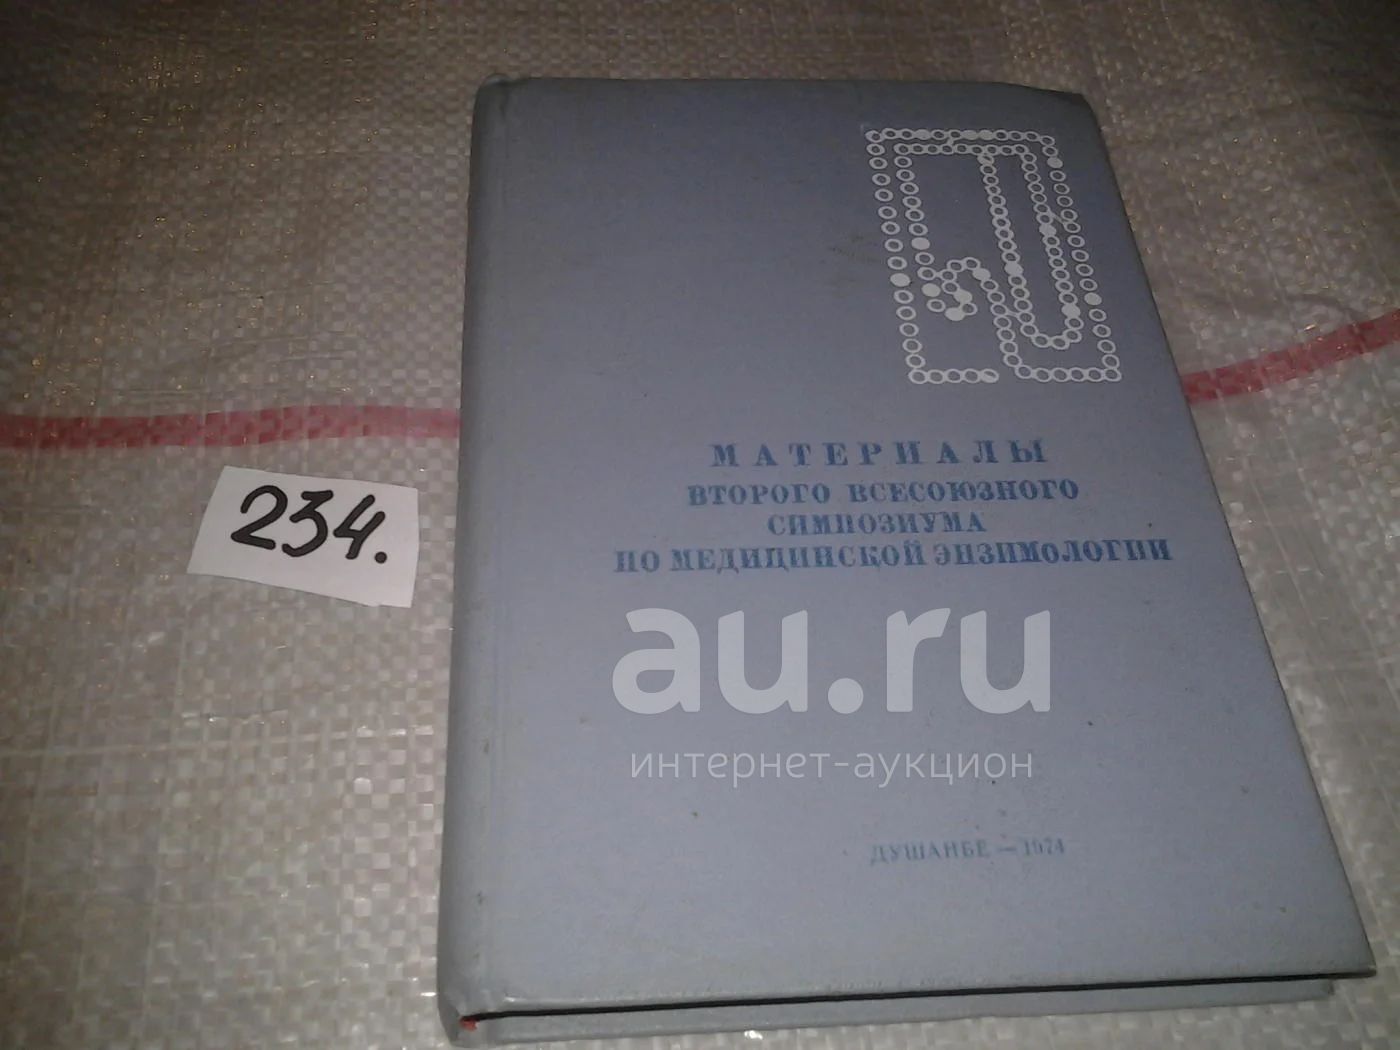 МАТЕРИАЛЫ
ВТОРОГО ВСЕСОЮЗНОГО
СИМПОЗИУМА
ПО МЕДИЦИНСКОЙ ЭНЗИМОЛОГИИ
234.
au.ru
интернет-аукцион
ДУШАНБЕ — 1974